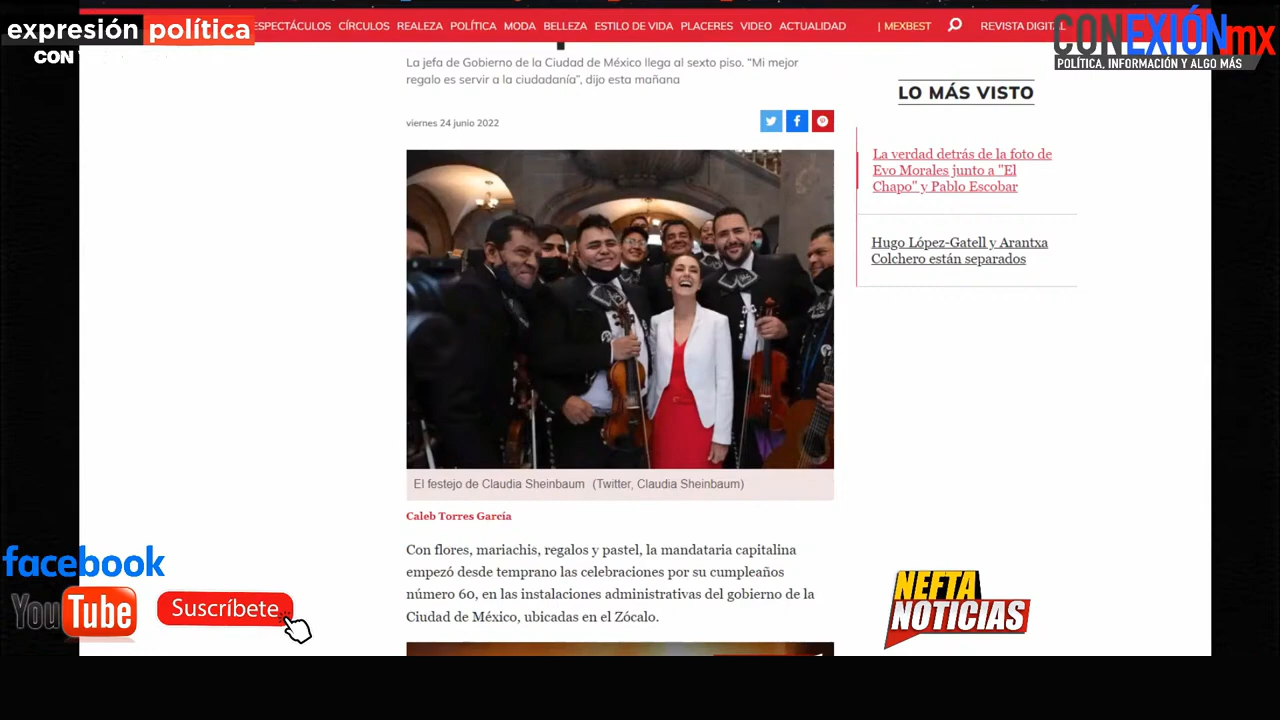 expresión política
CON
ESPECTÁCULOS CÍRCULOS REALEZA POLÍTICA MODA BELLEZA ESTILO DE VIDA PLACERES VIDEO ACTUALIDAD | MEXBEST REVISTA DIGITAL
CONEXIÓNmx
POLÍTICA, INFORMACIÓN Y ALGO MÁS
La jefa de Gobierno de la Ciudad de México llega al sexto piso. “Mi mejor
regalo es servir a la ciudadanía”, dijo esta mañana
viernes 24 junio 2022
LO MÁS VISTO
La verdad detrás de la foto de
Evo Morales junto a "El
Chapo" y Pablo Escobar
Hugo López-Gatell y Arantxa
Colchero están separados
El festejo de Claudia Sheinbaum (Twitter, Claudia Sheinbaum)
Caleb Torres García
Con flores, mariachis, regalos y pastel, la mandataria capitalina
empezó desde temprano las celebraciones por su cumpleaños
número 60, en las instalaciones administrativas del gobierno de la
Ciudad de México, ubicadas en el Zócalo.
facebook
YouTube
Suscríbete
NEFTA
NOTICIAS